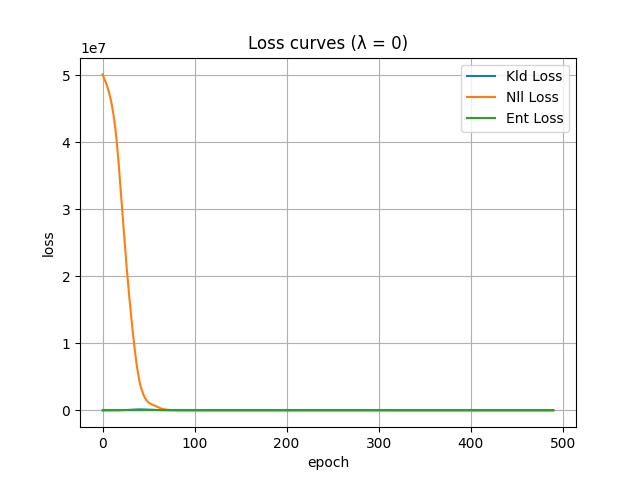 Loss curves (λ = 0)
1e7
Kld Loss
Nll Loss
Ent Loss
5
4
3
2
1
0
loss
0 100 200 300 400 500
epoch